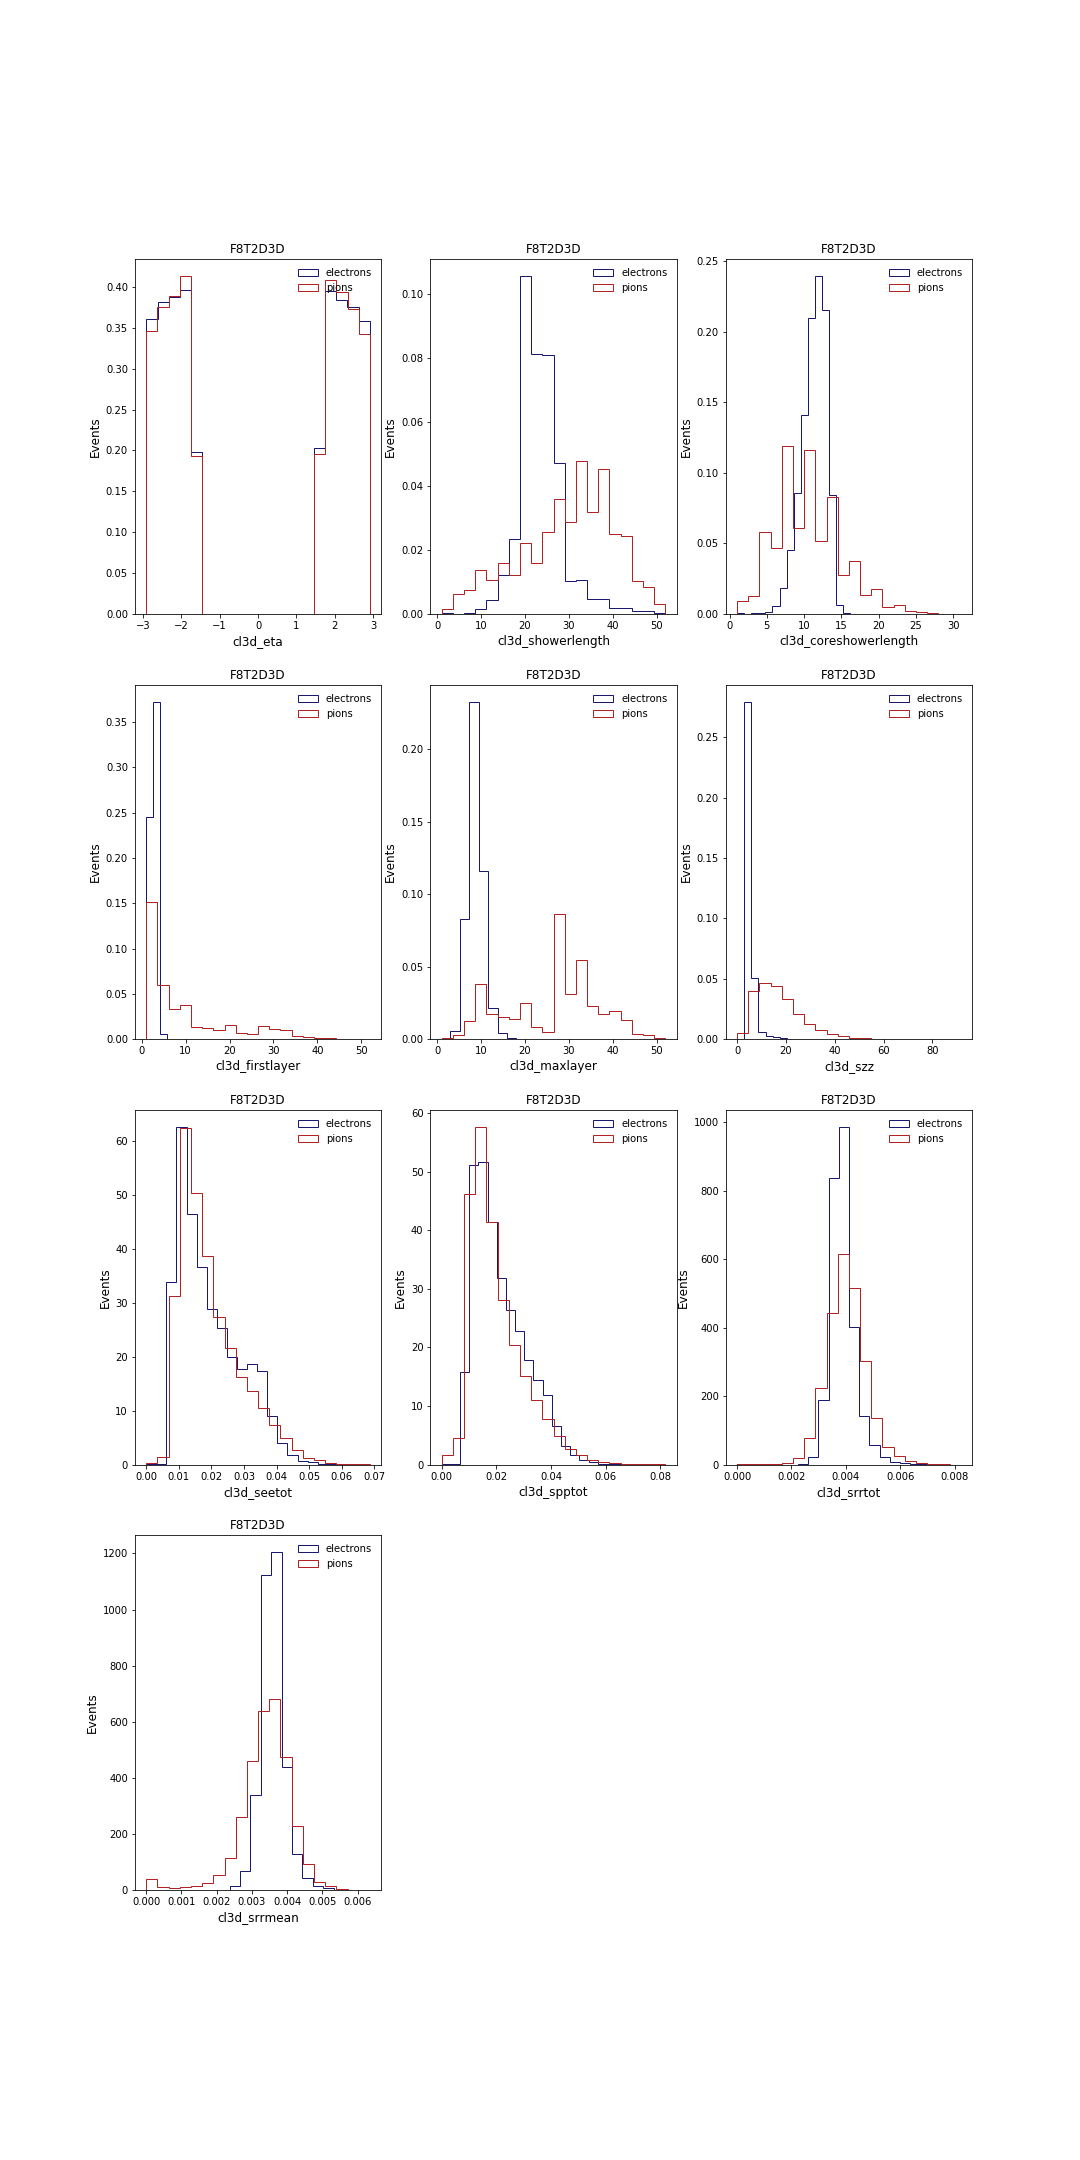 F8T2D3D F8T2D3D F8T2D3D
electrons electrons electrons
pions pions pions
Events Events Events
0.40 0.35 0.30 0.25 0.20 0.15 0.10 0.05 0.00
0.10 0.08 0.06 0.04 0.02 0.00
0.25 0.20 0.15 0.10 0.05 0.00
−3 −2 −1 0 1 2 3
0 10 20 30 40 50
0 5 10 15 20 25 30
cl3d_eta cl3d_showerlength cl3d_coreshowerlength
F8T2D3D F8T2D3D F8T2D3D
electrons electrons electrons
pions pions pions
Events Events Events
0.35 0.30 0.25 0.20 0.15 0.10 0.05 0.00
0.20 0.15 0.10 0.05 0.00
0.25 0.20 0.15 0.10 0.05 0.00
0 10 20 30 40 50
0 10 20 30 40 50
0 20 40 60 80
cl3d_firstlayer cl3d_maxlayer cl3d_szz
F8T2D3D F8T2D3D F8T2D3D
electrons electrons electrons
pions pions pions
Events Events Events
60 50 40 30 20 10 0
60 50 40 30 20 10 0
1000 800 600 400 200 0
0.00 0.01 0.02 0.03 0.04 0.05 0.06 0.07
0.00 0.02 0.04 0.06 0.08
0.000 0.002 0.004 0.006 0.008
cl3d_seetot cl3d_spptot cl3d_srrtot
F8T2D3D
electrons
pions
Events
1200 1000 800 600 400 200 0
0.000 0.001 0.002 0.003 0.004 0.005 0.006
cl3d_srrmean